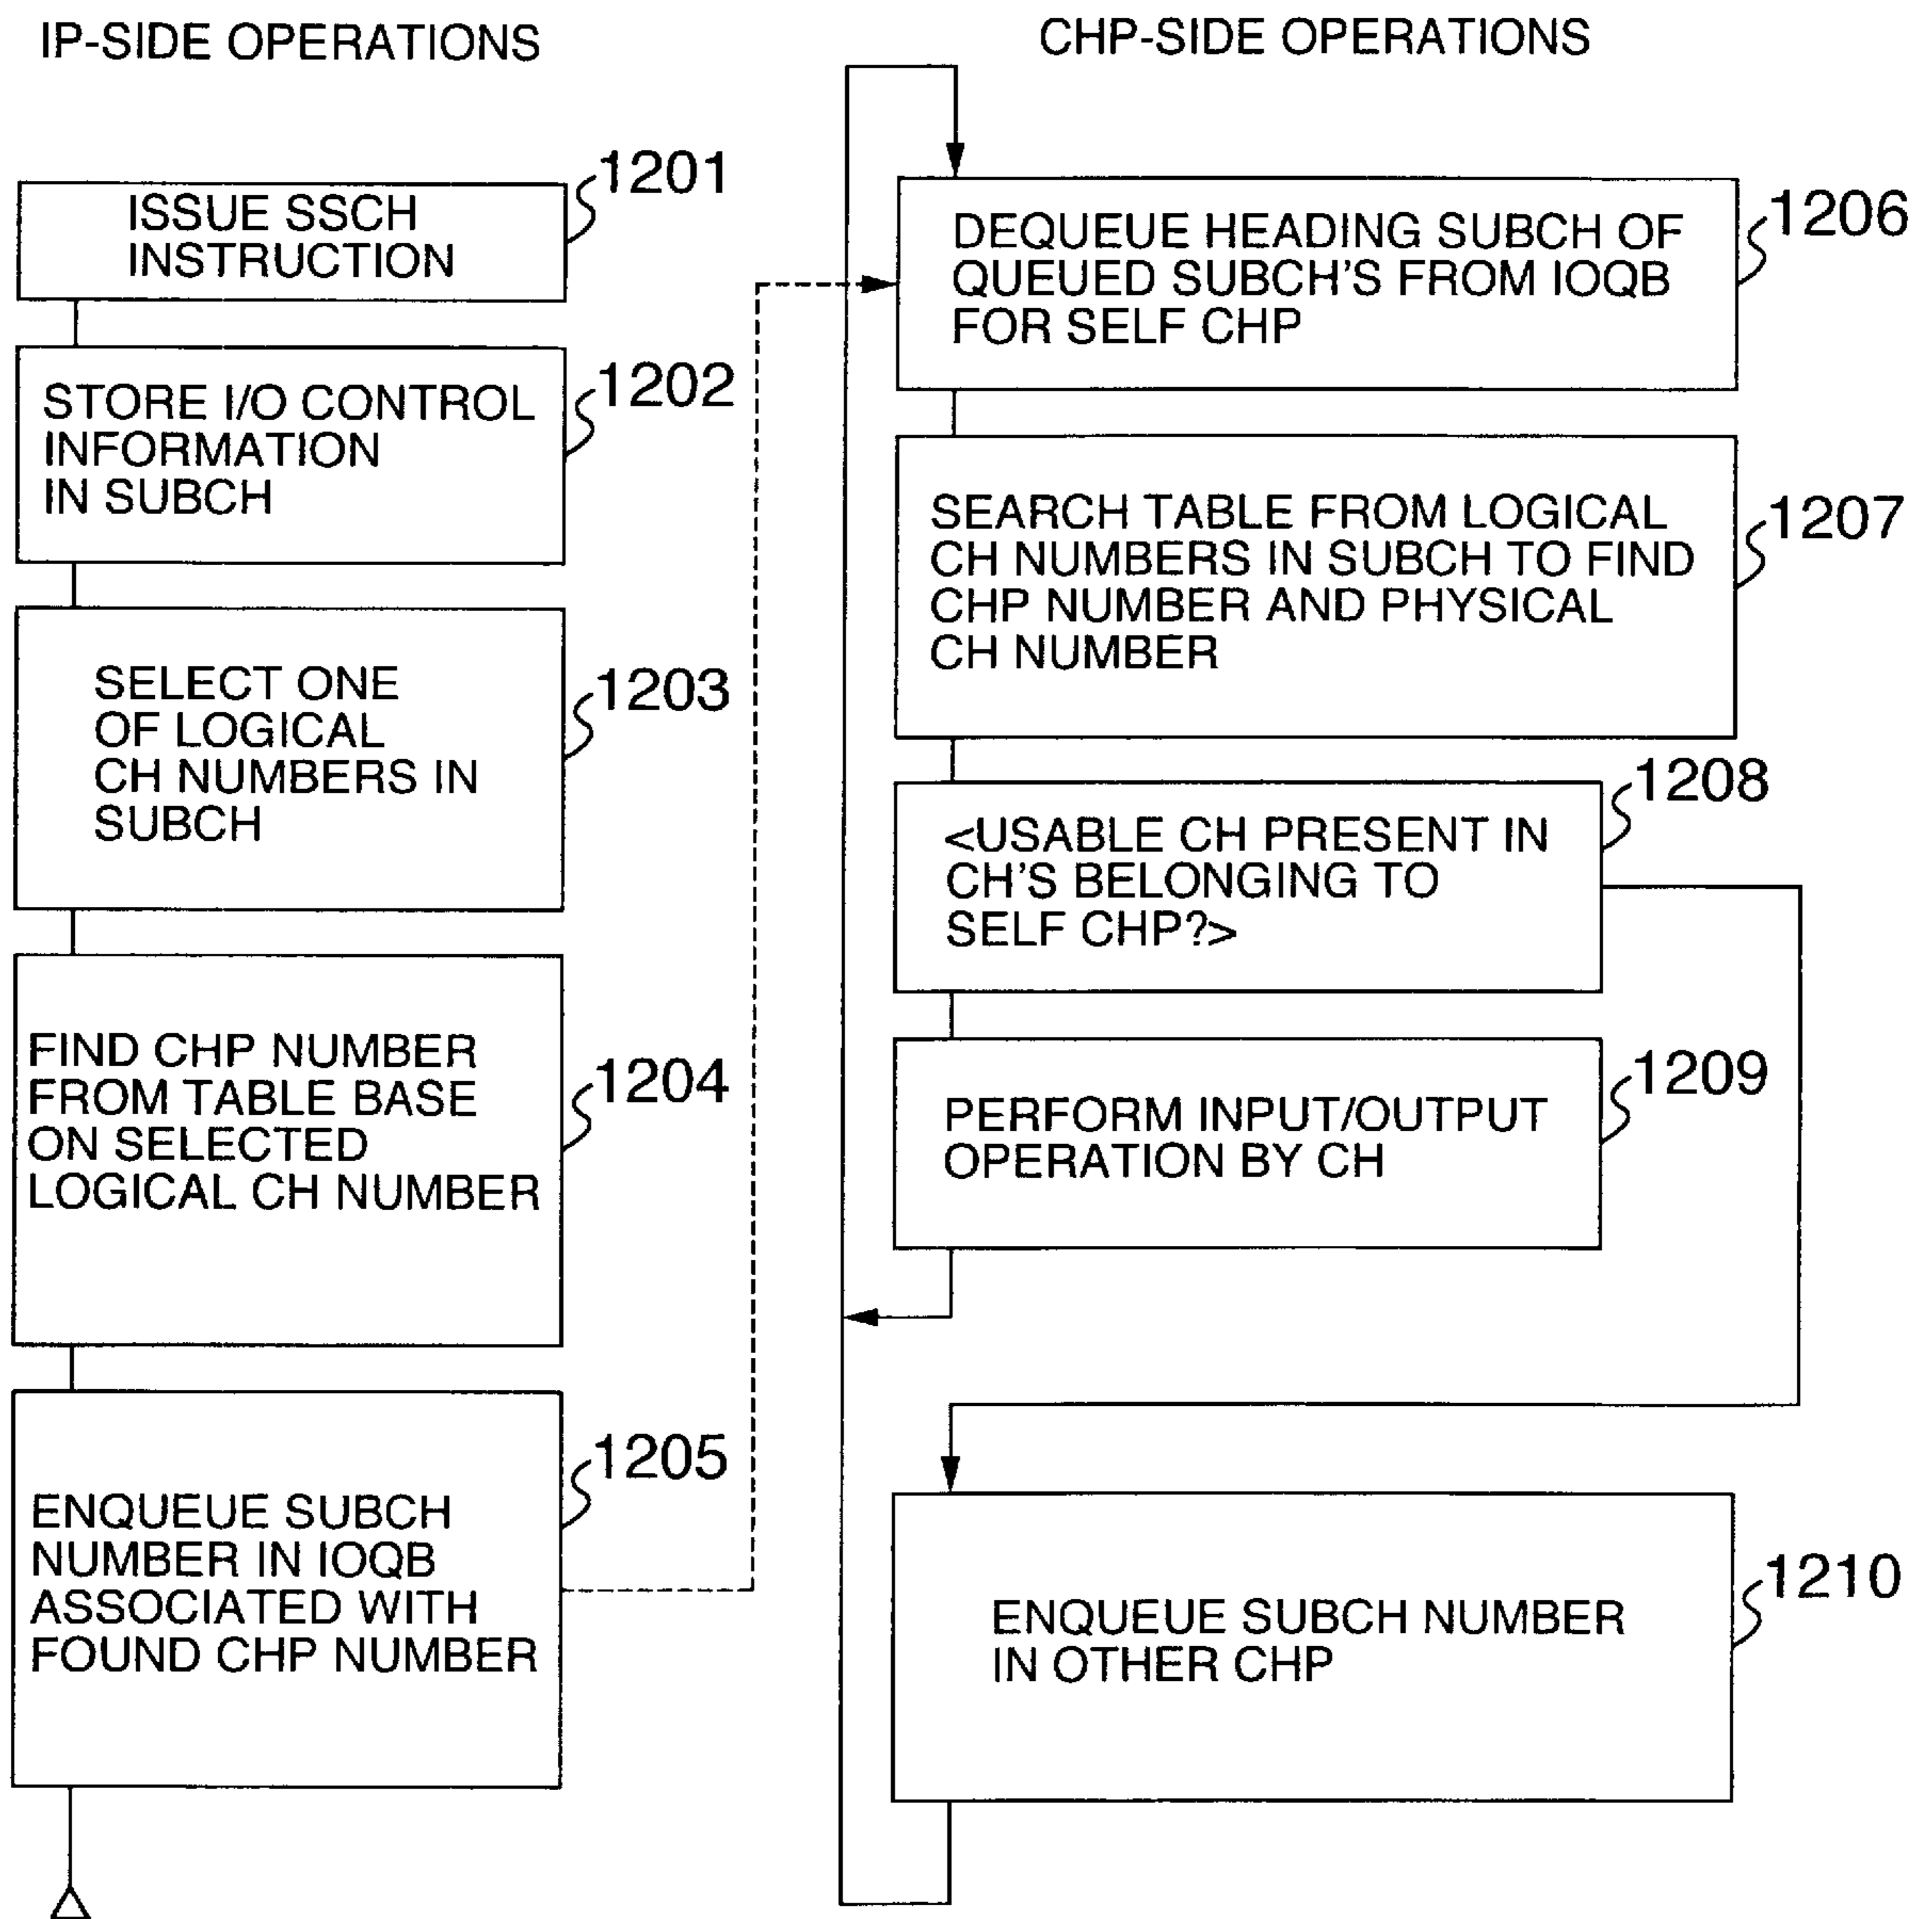 IP-SIDE OPERATIONS
1201
ISSUE SSCH
INSTRUCTION
1202
STORE I/O CONTROL
INFORMATION
IN SUBCH
1203
SELECT ONE
OF LOGICAL
CH NUMBERS IN
SUBCH
1204
FIND CHP NUMBER
FROM TABLE BASE
ON SELECTED
LOGICAL CH NUMBER
1205
ENQUEUE SUBCH
NUMBER IN IOQB
ASSOCIATED WITH
FOUND CHP NUMBER
CHP-SIDE OPERATIONS
1206
DEQUEUE HEADING SUBCH OF
QUEUED SUBCH'S FROM IOQB
FOR SELF CHP
1207
SEARCH TABLE FROM LOGICAL
CH NUMBERS IN SUBCH TO FIND
CHP NUMBER AND PHYSICAL
CH NUMBER
1208
<USABLE CH PRESENT IN
CH'S BELONGING TO
SELF CHP?>
1209
PERFORM INPUT/OUTPUT
OPERATION BY CH
1210
ENQUEUE SUBCH NUMBER
IN OTHER CHP